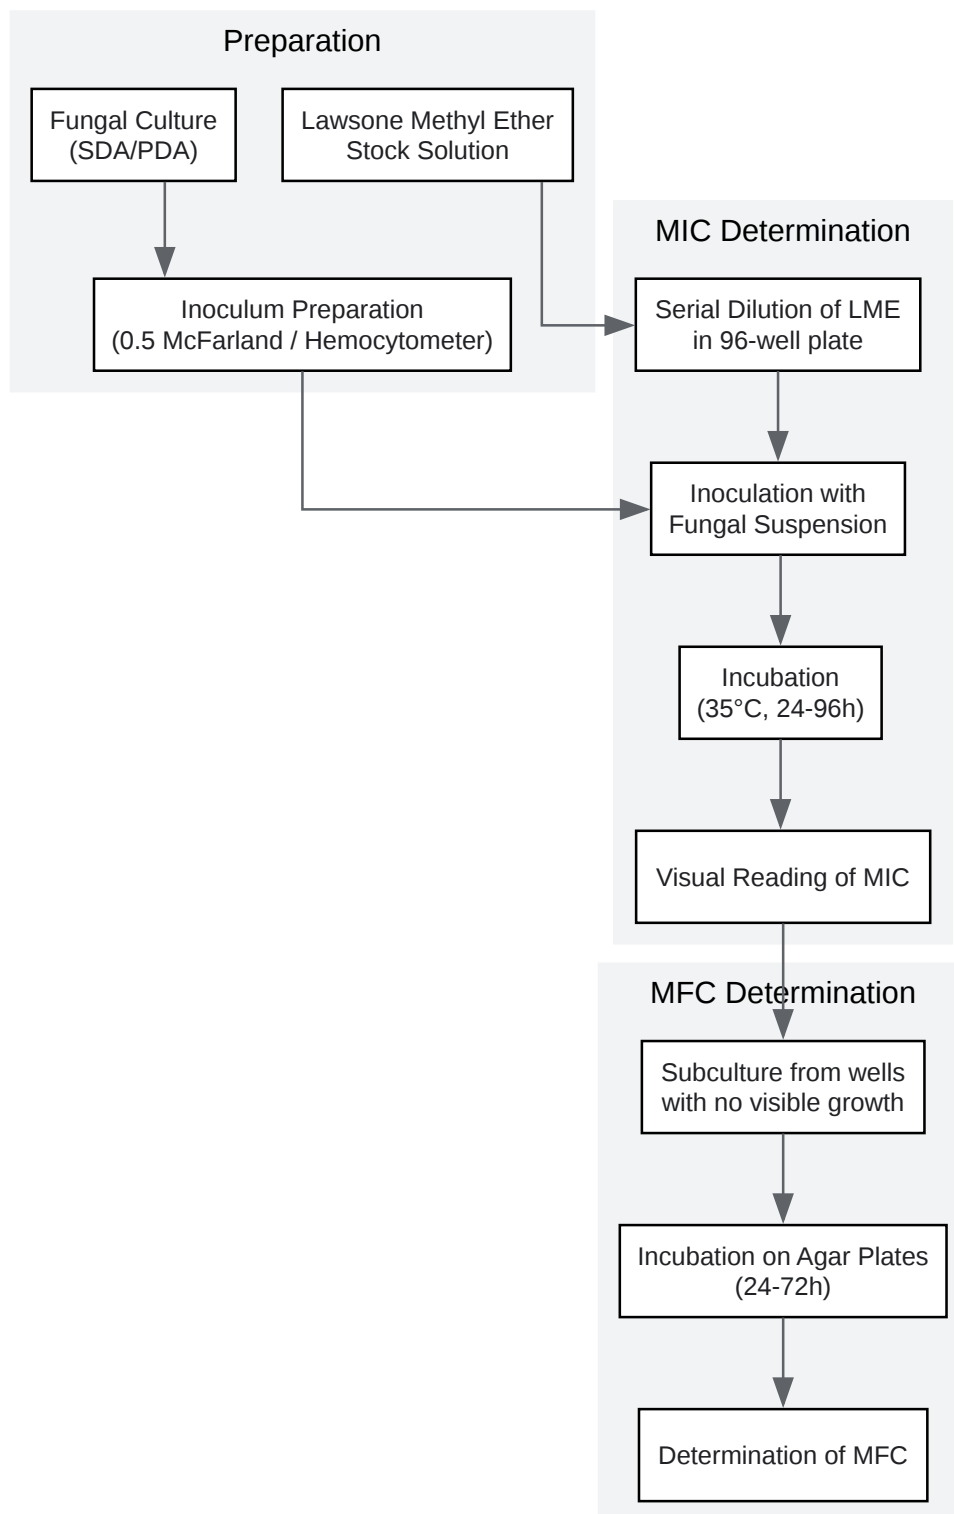 Preparation
Fungal Culture
(SDA/PDA)
Lawsone Methyl Ether
Stock Solution
Inoculum Preparation
(0.5 McFarland / Hemocytometer)
MIC Determination
Serial Dilution of LME
in 96-well plate
Inoculation with
Fungal Suspension
Incubation
(35°C, 24-96h)
Visual Reading of MIC
MFC Determination
Subculture from wells
with no visible growth
Incubation on Agar Plates
(24-72h)
Determination of MFC